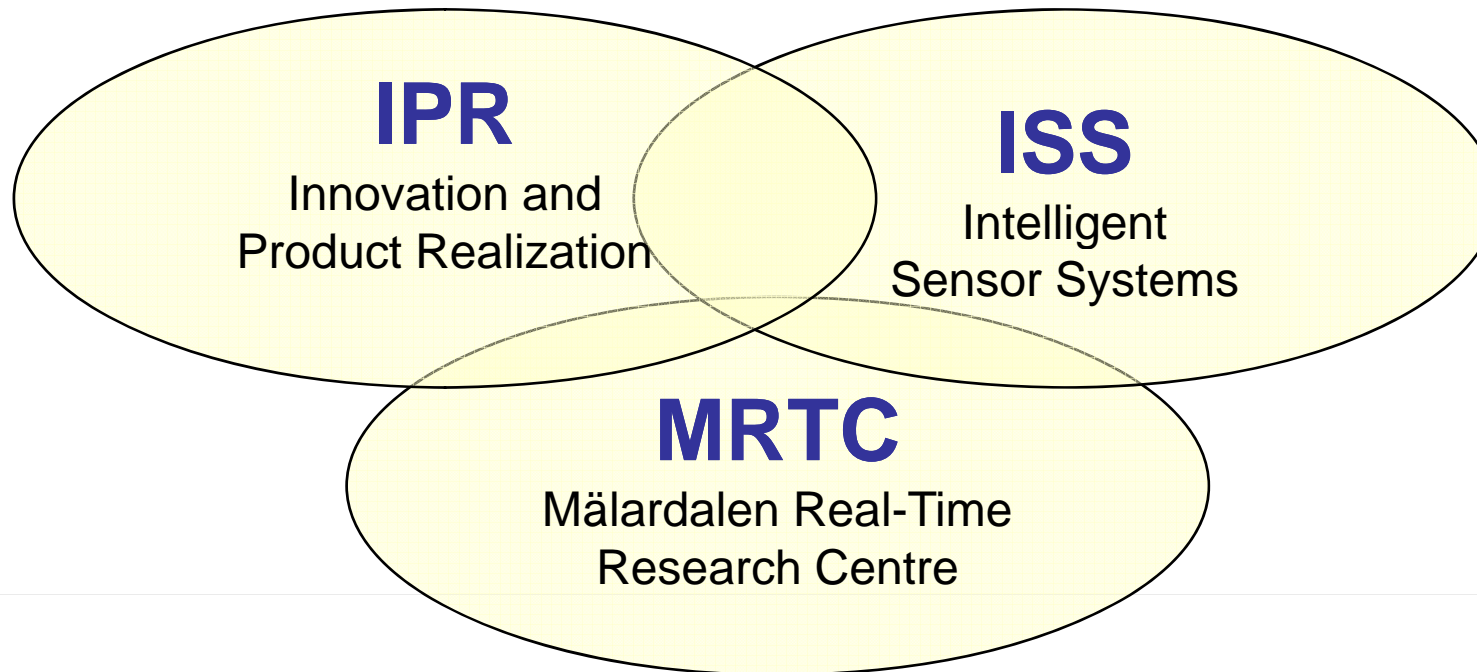 IPR
Innovation and
Product Realization
ISS
Intelligent
Sensor Systems
MRTC
Mälardalen Real-Time
Research Centre